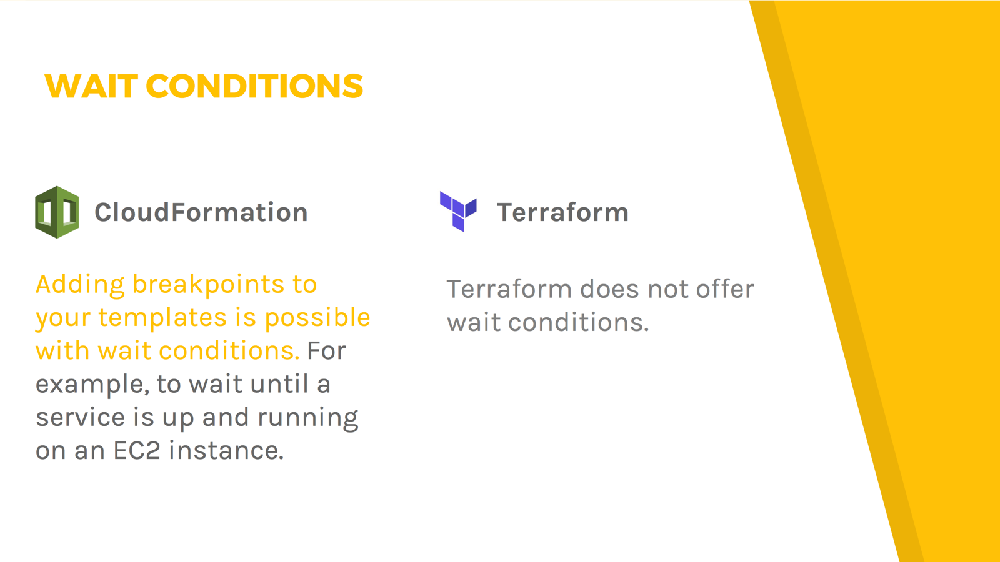 WAIT CONDITIONS
CloudFormation
Adding breakpoints to
your templates is possible
with wait conditions. For
example, to wait until a
service is up and running
on an EC2 instance.
Terraform
Terraform does not offer
wait conditions.